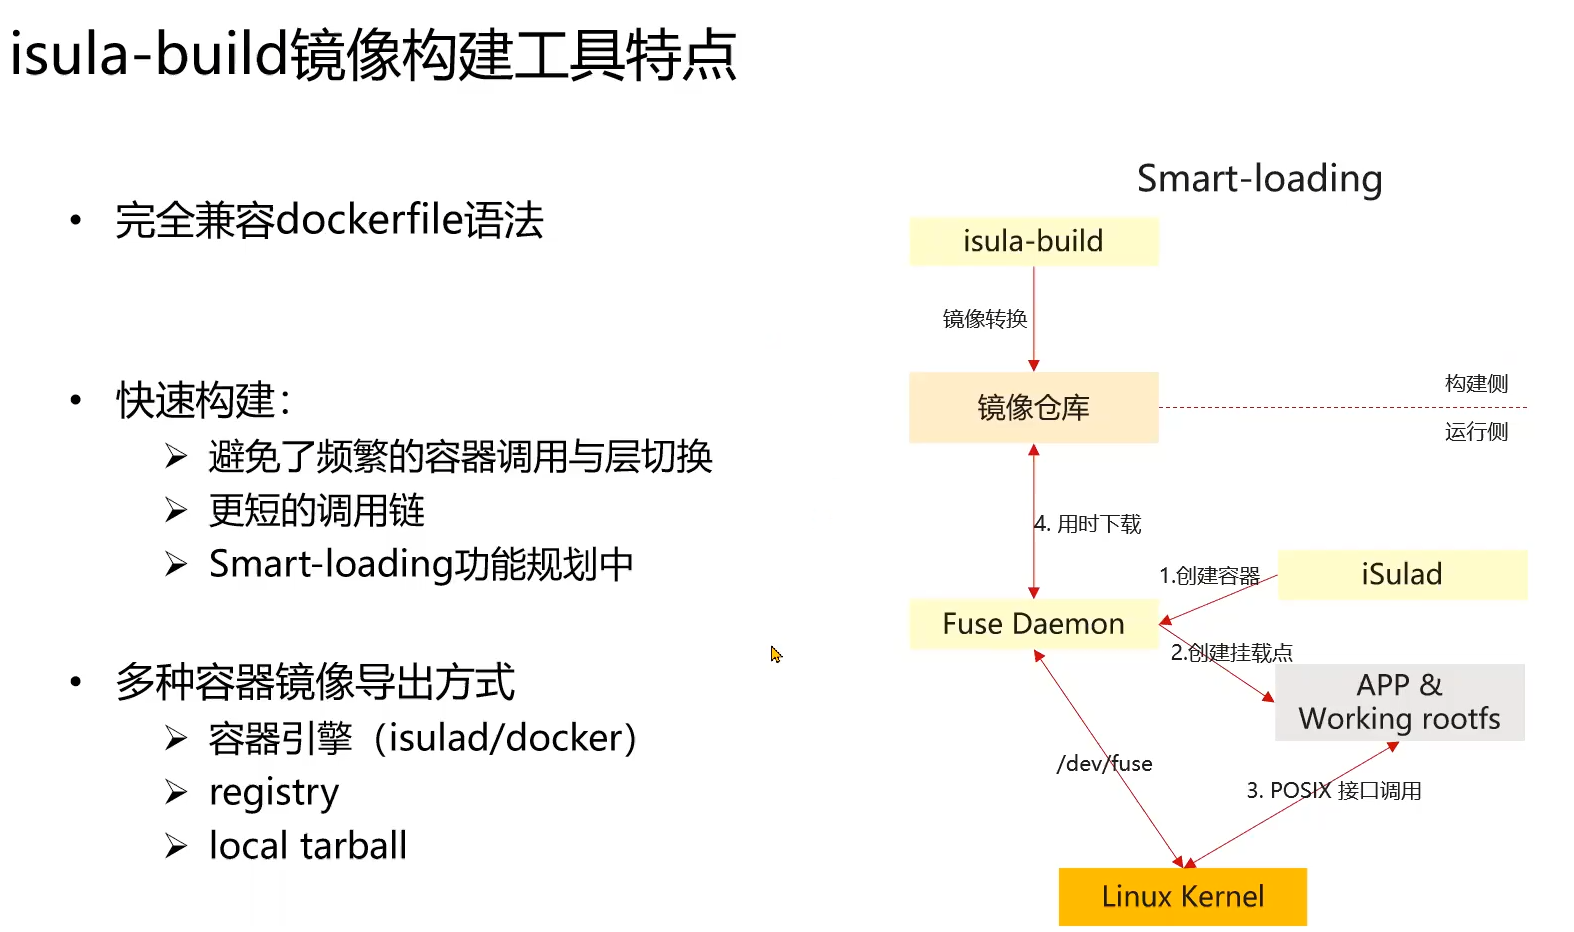 isula-build镜像构建工具特点
• 完全兼容dockerfile语法
• 快速构建：
➢ 避免了频繁的容器调用与层切换
➢ 更短的调用链
➢ Smart-loading功能规划中
• 多种容器镜像导出方式
➢ 容器引擎（isulad/docker）
➢ registry
➢ local tarball
Smart-loading
isula-build
镜像转换
镜像仓库
构建侧
运行侧
4. 用时下载
1.创建容器
iSulad
Fuse Daemon
2.创建挂载点
APP &
Working rootfs
/dev/fuse
3. POSIX 接口调用
Linux Kernel